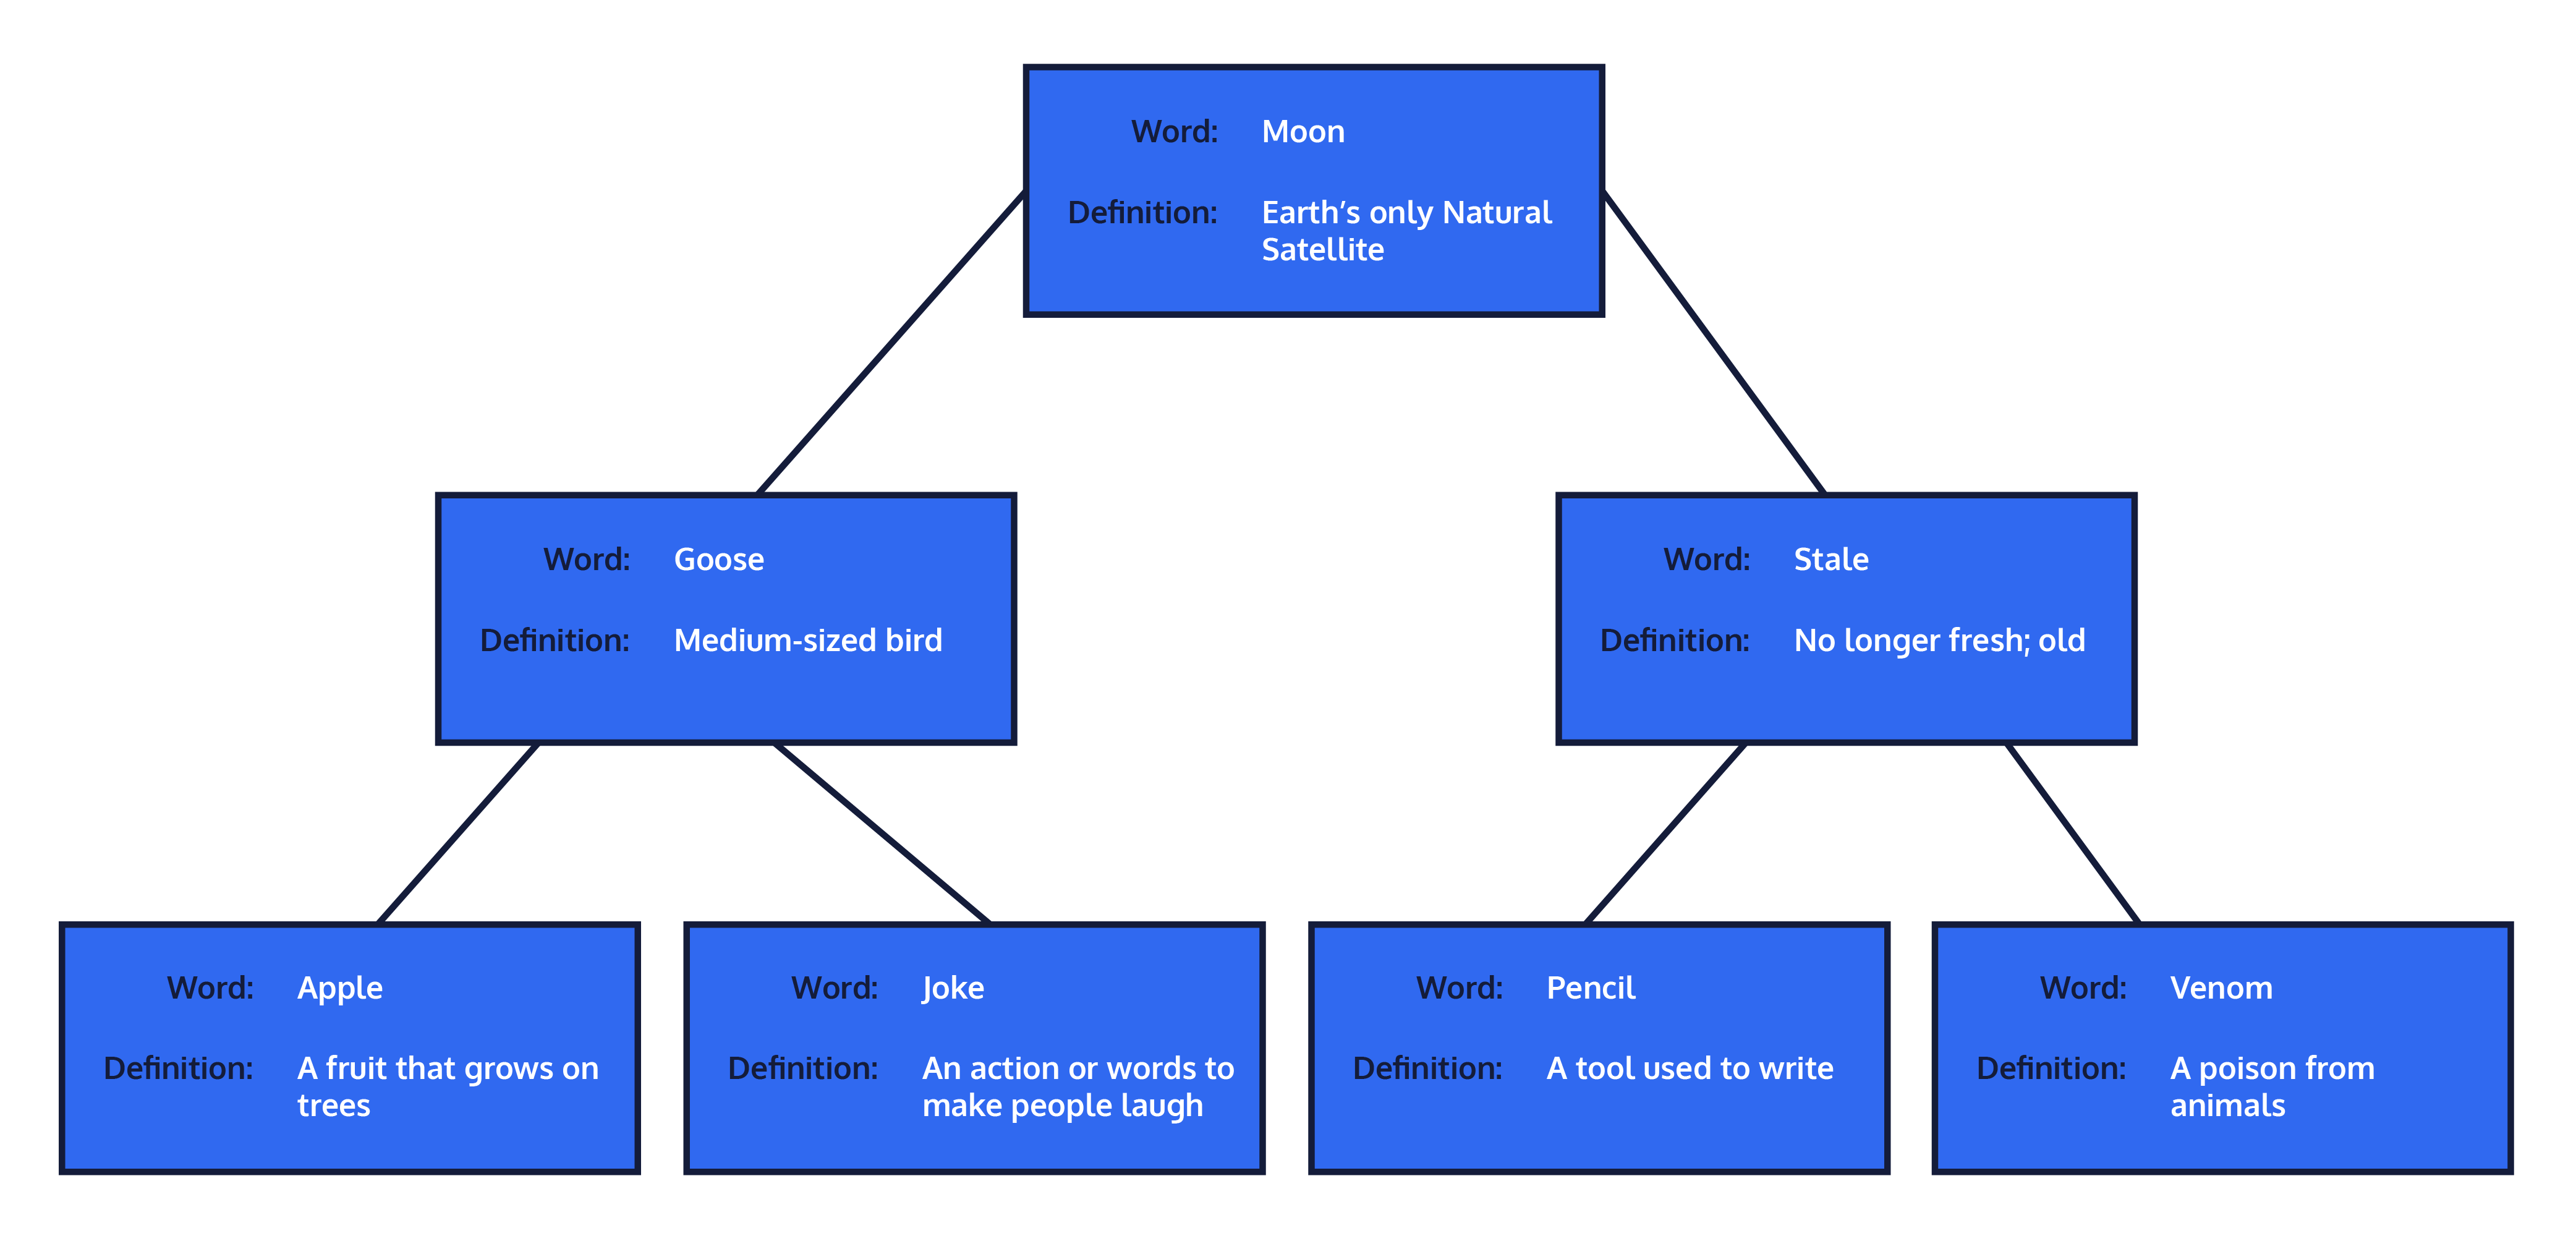 Word: Moon
Definition: Earth’s only Natural
Satellite
Word: Goose
Definition: Medium-sized bird
Word: Stale
Definition: No longer fresh; old
Word: Apple
Definition: A fruit that grows on
trees
Word: Joke
Definition: An action or words to
make people laugh
Word: Pencil
Definition: A tool used to write
Word: Venom
Definition: A poison from
animals